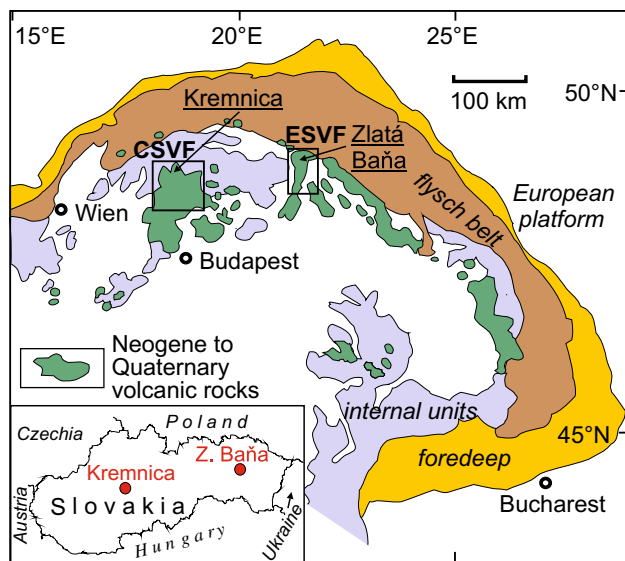 15°E
20°E
25°E
50°N
100 km
Kremnica
CSVF
ESVF
Zlatá
Baňa
European
platform
flysch belt
Wien
Budapest
Neogene to
Quaternary
volcanic rocks
internal units
45°N
foredeep
Bucharest
Czechia
Poland
Z. Baňa
Kremnica
Slovakia
Austria
Hungary
Ukraine